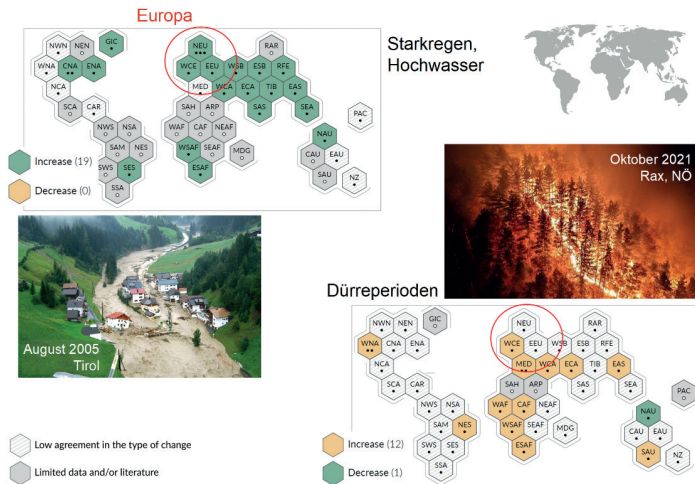 Europa
Starkregen,
Hochwasser
NWN NEN GIC NEU RAR
WNA CNA ENA WCE EEU WSB ESB RFE
NCA MED WCA ECA TIB EAS
SCA CAR SAH ARP SAS SEA PAC
NWS NSA WAF CAF NEAF NAU
SAM NES WSAF SEAF MDG CAU EAU
SWS SES ESAF SAU NZ
SSA
Increase (19)
Decrease (0)
Oktober 2021
Rax, NÖ
August 2005
Tirol
Dürreperioden
NWN NEN GIC NEU RAR
WNA CNA ENA WCE EEU WSB ESB RFE
NCA MED WCA ECA TIB EAS
SCA CAR SAH ARP SAS SEA PAC
NWS NSA WAF CAF NEAF NAU
SAM NES WSAF SEAF MDG CAU EAU
SWS SES ESAF SAU NZ
SSA
Low agreement in the type of change
Limited data and/or literature
Increase (12)
Decrease (1)